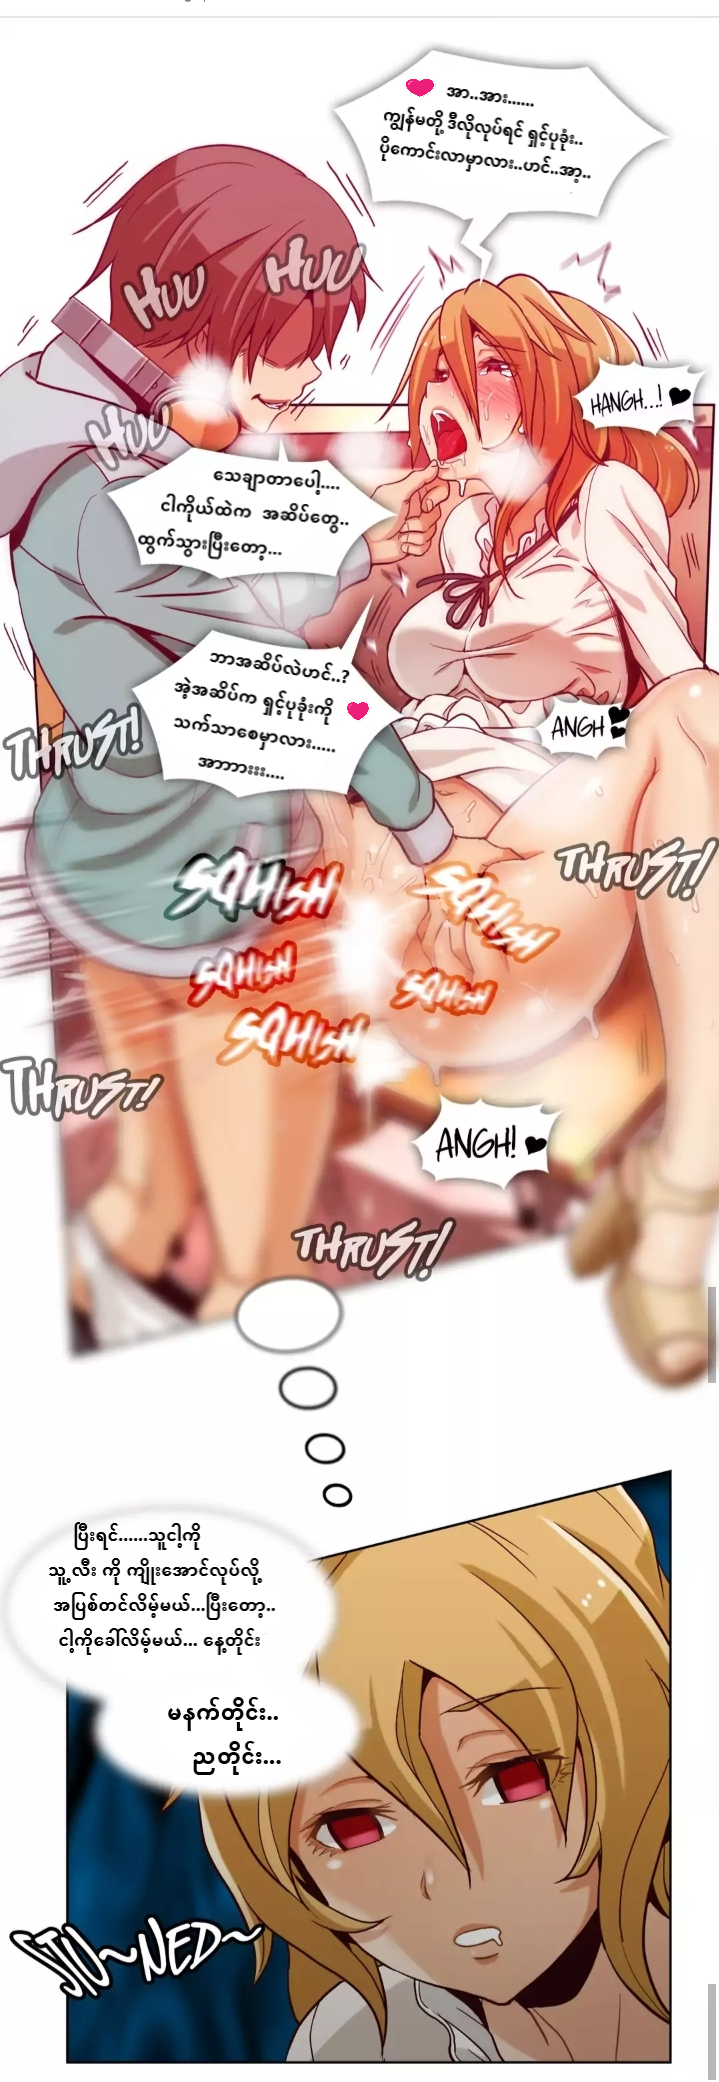 အာ..အား......
ကျွန်မတို့ ဒီလိုလုပ်ရင် ရှင့်ပုခုံး..
ပိုကောင်းလာမှာလား..ဟင်..အာ့..
HUU
HUU
HUU
HANGH...!
သေချာတာပေါ့....
ငါ့ကိုယ်ထဲက အဆိပ်တွေ..
ထွက်သွားပြီးတော့...
ဘာအဆိပ်လဲဟင်..?
အဲ့အဆိပ်က ရှင့်ပုခုံးကို
သက်သာစေမှာလား.....
အာာာားးး....
THRUST!
ANGH
THRUST!
SQUISH
SQUISH
SQUISH
SQUISH
SQUISH
THRUST!
ANGH!
THRUST!
ပြီးရင်......သူငါ့ကို
သူ့လီး ကို ကျိုးအောင်လုပ်လို့
အပြစ်တင်လိမ့်မယ်...ပြီးတော့..
ငါ့ကိုခေါ်လိမ့်မယ်... နေ့တိုင်း
မနက်တိုင်း..
ညတိုင်း...
STU~NED~